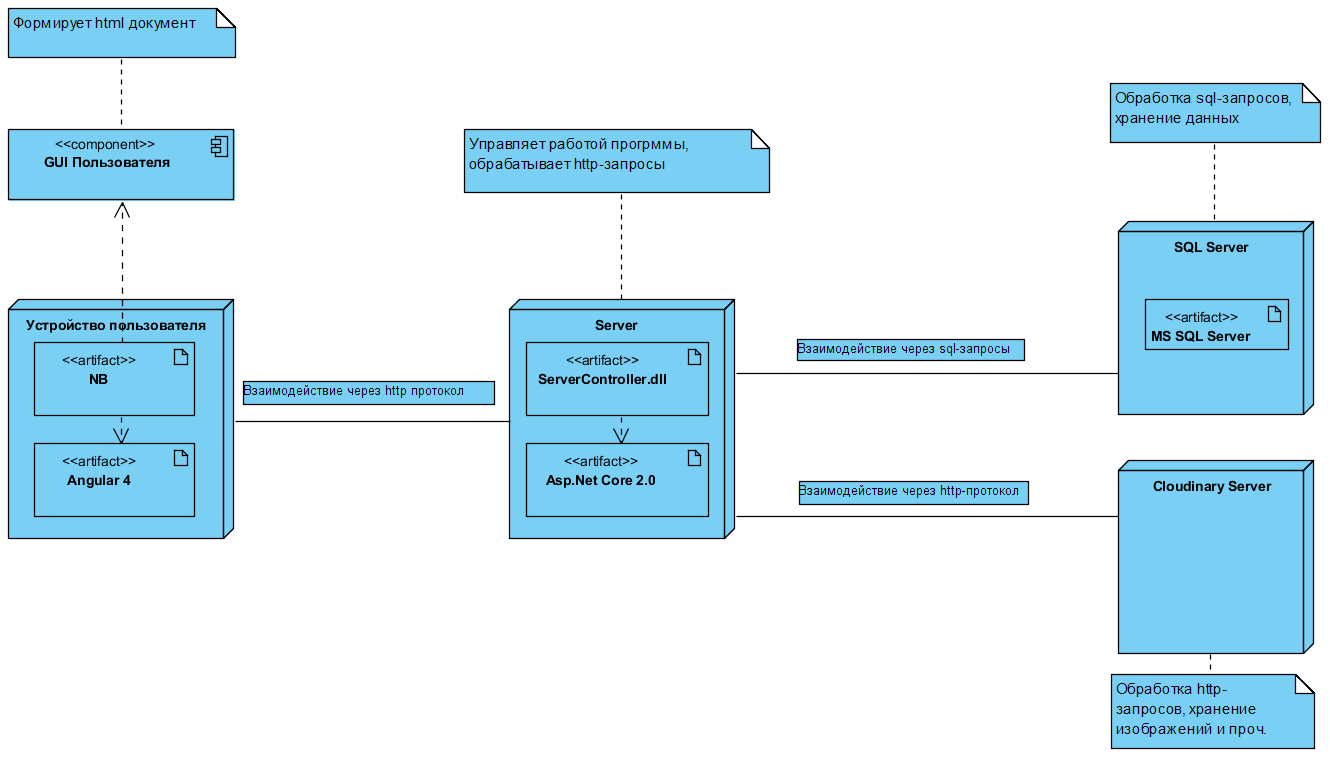 Формирует html документ
<<component>>
GUI Пользователя
Управляет работой прогрммы,
обрабатывает http-запросы
Обработка sql-запросов,
хранение данных
Устройство пользователя
<<artifact>>
NB
<<artifact>>
Angular 4
Взаимодействие через http протокол
Server
<<artifact>>
ServerController.dll
<<artifact>>
Asp.Net Core 2.0
Взаимодействие через sql-запросы
SQL Server
<<artifact>>
MS SQL Server
Взаимодействие через http-протокол
Cloudinary Server
Обработка http-
запросов, хранение
изображений и проч.